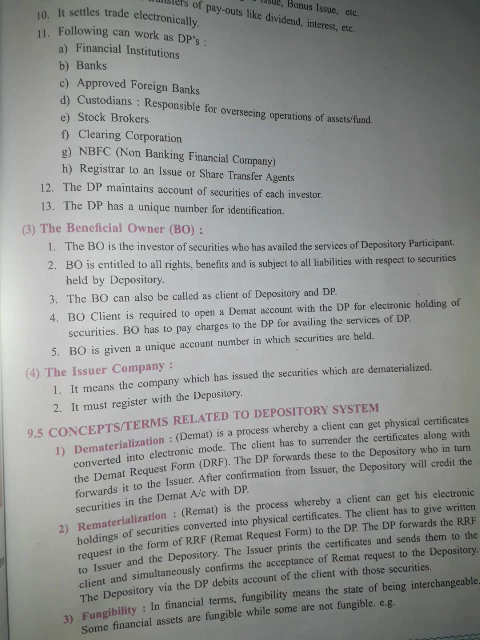 of pay-outs like dividend, interest, etc.
Bonus Issue, etc.
10. It settles trade electronically.
11. Following can work as DP's :
a) Financial Institutions
b) Banks
c) Approved Foreign Banks
d) Custodians : Responsible for overseeing operations of assets/fund.
e) Stock Brokers
f) Clearing Corporation
g) NBFC (Non Banking Financial Company)
h) Registrar to an Issue or Share Transfer Agents
12. The DP maintains account of securities of each investor.
13. The DP has a unique number for identification.
(3) The Beneficial Owner (BO) :
1. The BO is the investor of securities who has availed the services of Depository Participant.
2. BO is entitled to all rights, benefits and is subject to all liabilities with respect to securities
held by Depository.
3. The BO can also be called as client of Depository and DP.
4. BO Client is required to open a Demat account with the DP for electronic holding of
securities. BO has to pay charges to the DP for availing the services of DP.
5. BO is given a unique account number in which securities are held.
(4) The Issuer Company :
1. It means the company which has issued the securities which are dematerialized.
2. It must register with the Depository.
9.5 CONCEPTS/TERMS RELATED TO DEPOSITORY SYSTEM
1) Dematerialization : (Demat) is a process whereby a client can get physical certificates
converted into electronic mode. The client has to surrender the certificates along with
the Demat Request Form (DRF). The DP forwards these to the Depository who in turn
forwards it to the Issuer. After confirmation from Issuer, the Depository will credit the
securities in the Demat A/c with DP.
2) Rematerialization : (Remat) is the process whereby a client can get his electronic
holdings of securities converted into physical certificates. The client has to give written
request in the form of RRF (Remat Request Form) to the DP. The DP forwards the RRF
to Issuer and the Depository. The Issuer prints the certificates and sends them to the
client and simultaneously confirms the acceptance of Remat request to the Depository.
The Depository via the DP debits account of the client with those securities.
3) Fungibility : In financial terms, fungibility means the state of being interchangeable.
Some financial assets are fungible while some are not fungible. e.g.